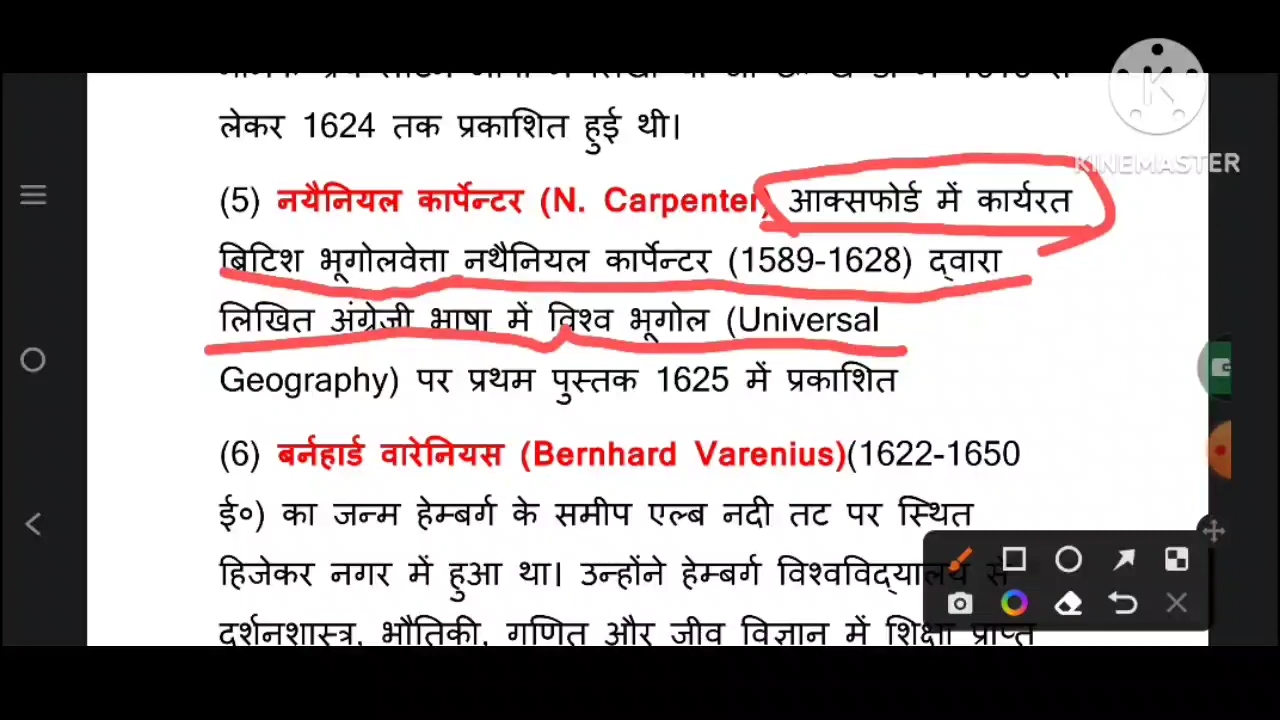 लेकर 1624 तक प्रकाशित हुई थी।
KINEMASTER
(5) नथैनियल कार्पेन्टर (N. Carpenter) आक्सफोर्ड में कार्यरत
ब्रिटिश भूगोलवेत्ता नथैनियल कार्पेन्टर (1589-1628) द्वारा
लिखित अंग्रेजी भाषा में विश्व भूगोल (Universal
Geography) पर प्रथम पुस्तक 1625 में प्रकाशित
(6) बर्नहार्ड वारेनियस (Bernhard Varenius)(1622-1650
ई०) का जन्म हेम्बर्ग के समीप एल्ब नदी तट पर स्थित
हिजेकर नगर में हुआ था। उन्होंने हेम्बर्ग विश्वविद्यालय से
दर्शनशास्त्र, भौतिकी, गणित और जीव विज्ञान में शिक्षा प्राप्त